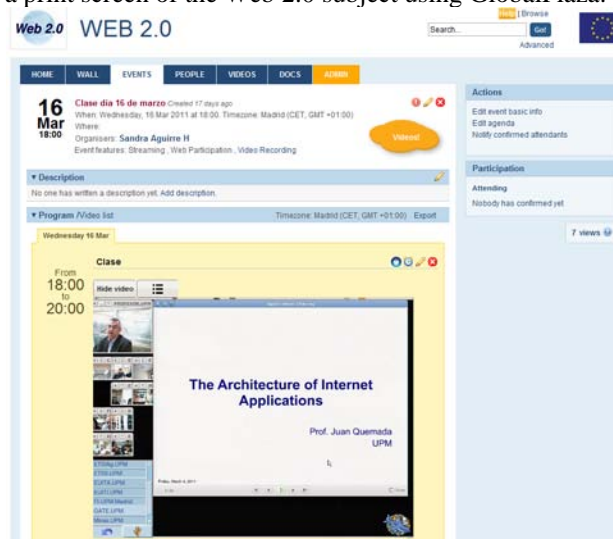 a print screen of the Web 2.0 subject using GlobalPlaza.
Web 2.0
WEB 2.0
Help | Browse
Search...
Go!
Advanced
HOME WALL EVENTS PEOPLE VIDEOS DOCS ADMIN
16
Mar
18:00
Clase día 16 de marzo Created 17 days ago
When: Wednesday, 16 Mar 2011 at 18:00. Timezone: Madrid (CET, GMT +01:00)
Where:
Organisers: Sandra Aguirre H
Event features: Streaming , Web Participation , Video Recording
Videos!
Actions
Edit event basic info
Edit agenda
Notify confirmed attendants
Participation
Attending
Nobody has confirmed yet
7 views
Description
No one has written a description yet. Add description.
Program /Video list
Timezone: Madrid (CET, GMT +01:00) Export
Wednesday 16 Mar
From
18:00
to
20:00
Clase
Hide video
The Architecture of Internet
Applications
Prof. Juan Quemada
UPM
Friday, March 4, 2011